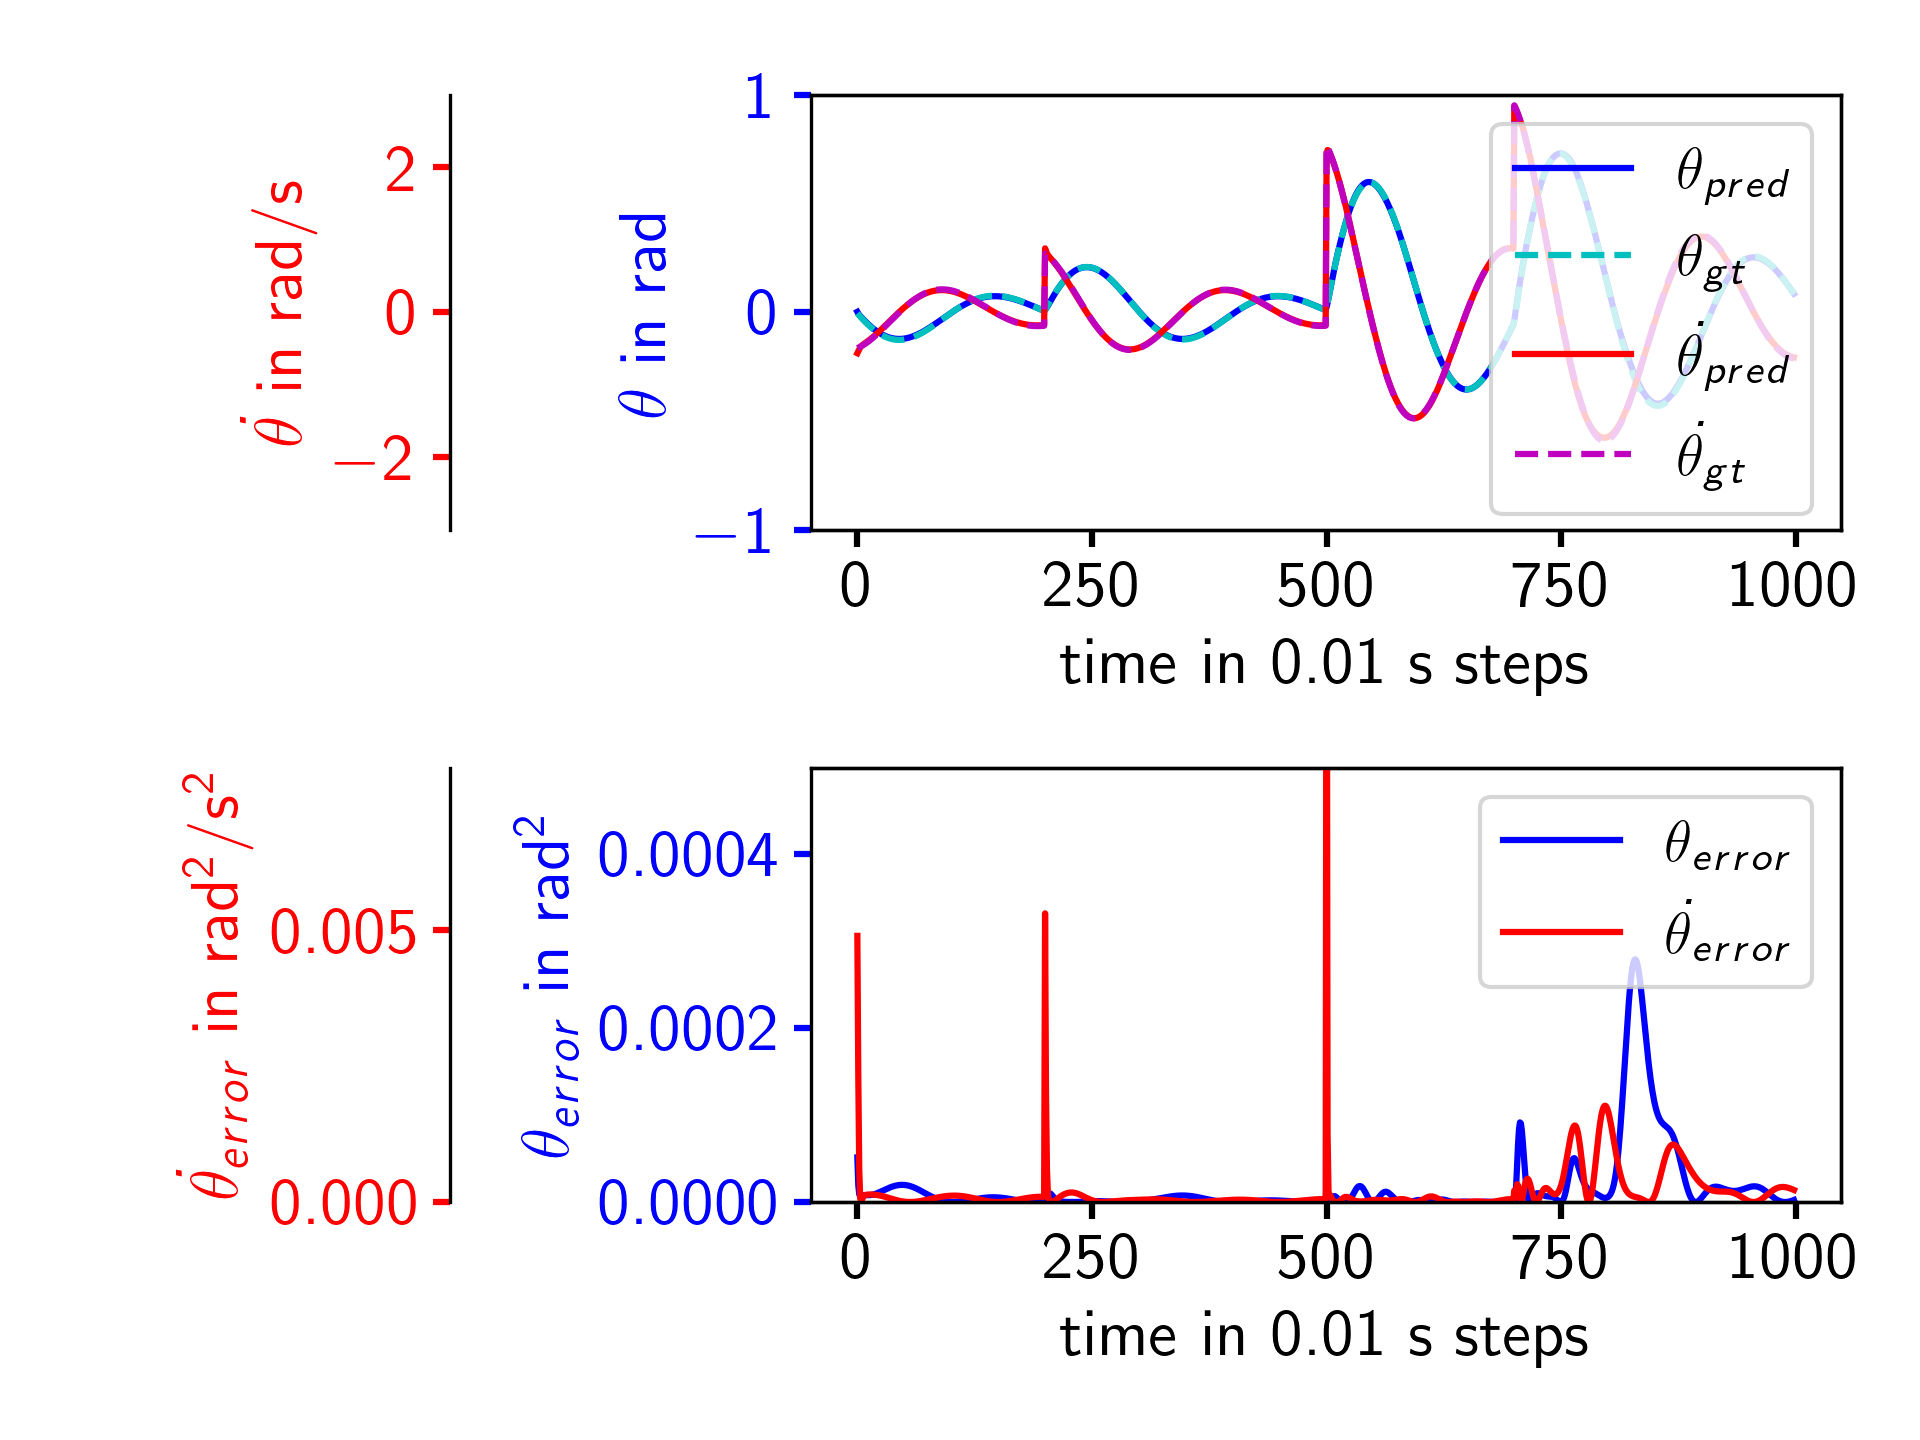 θ̇ in rad/s
2
0
−2
θ in rad
1
0
−1
θ_pred
θ_gt
θ̇_pred
θ̇_gt
0 250 500 750 1000
time in 0.01 s steps
θ̇_error in rad²/s²
0.005
0.000
θ_error in rad²
0.0004
0.0002
0.0000
θ_error
θ̇_error
0 250 500 750 1000
time in 0.01 s steps